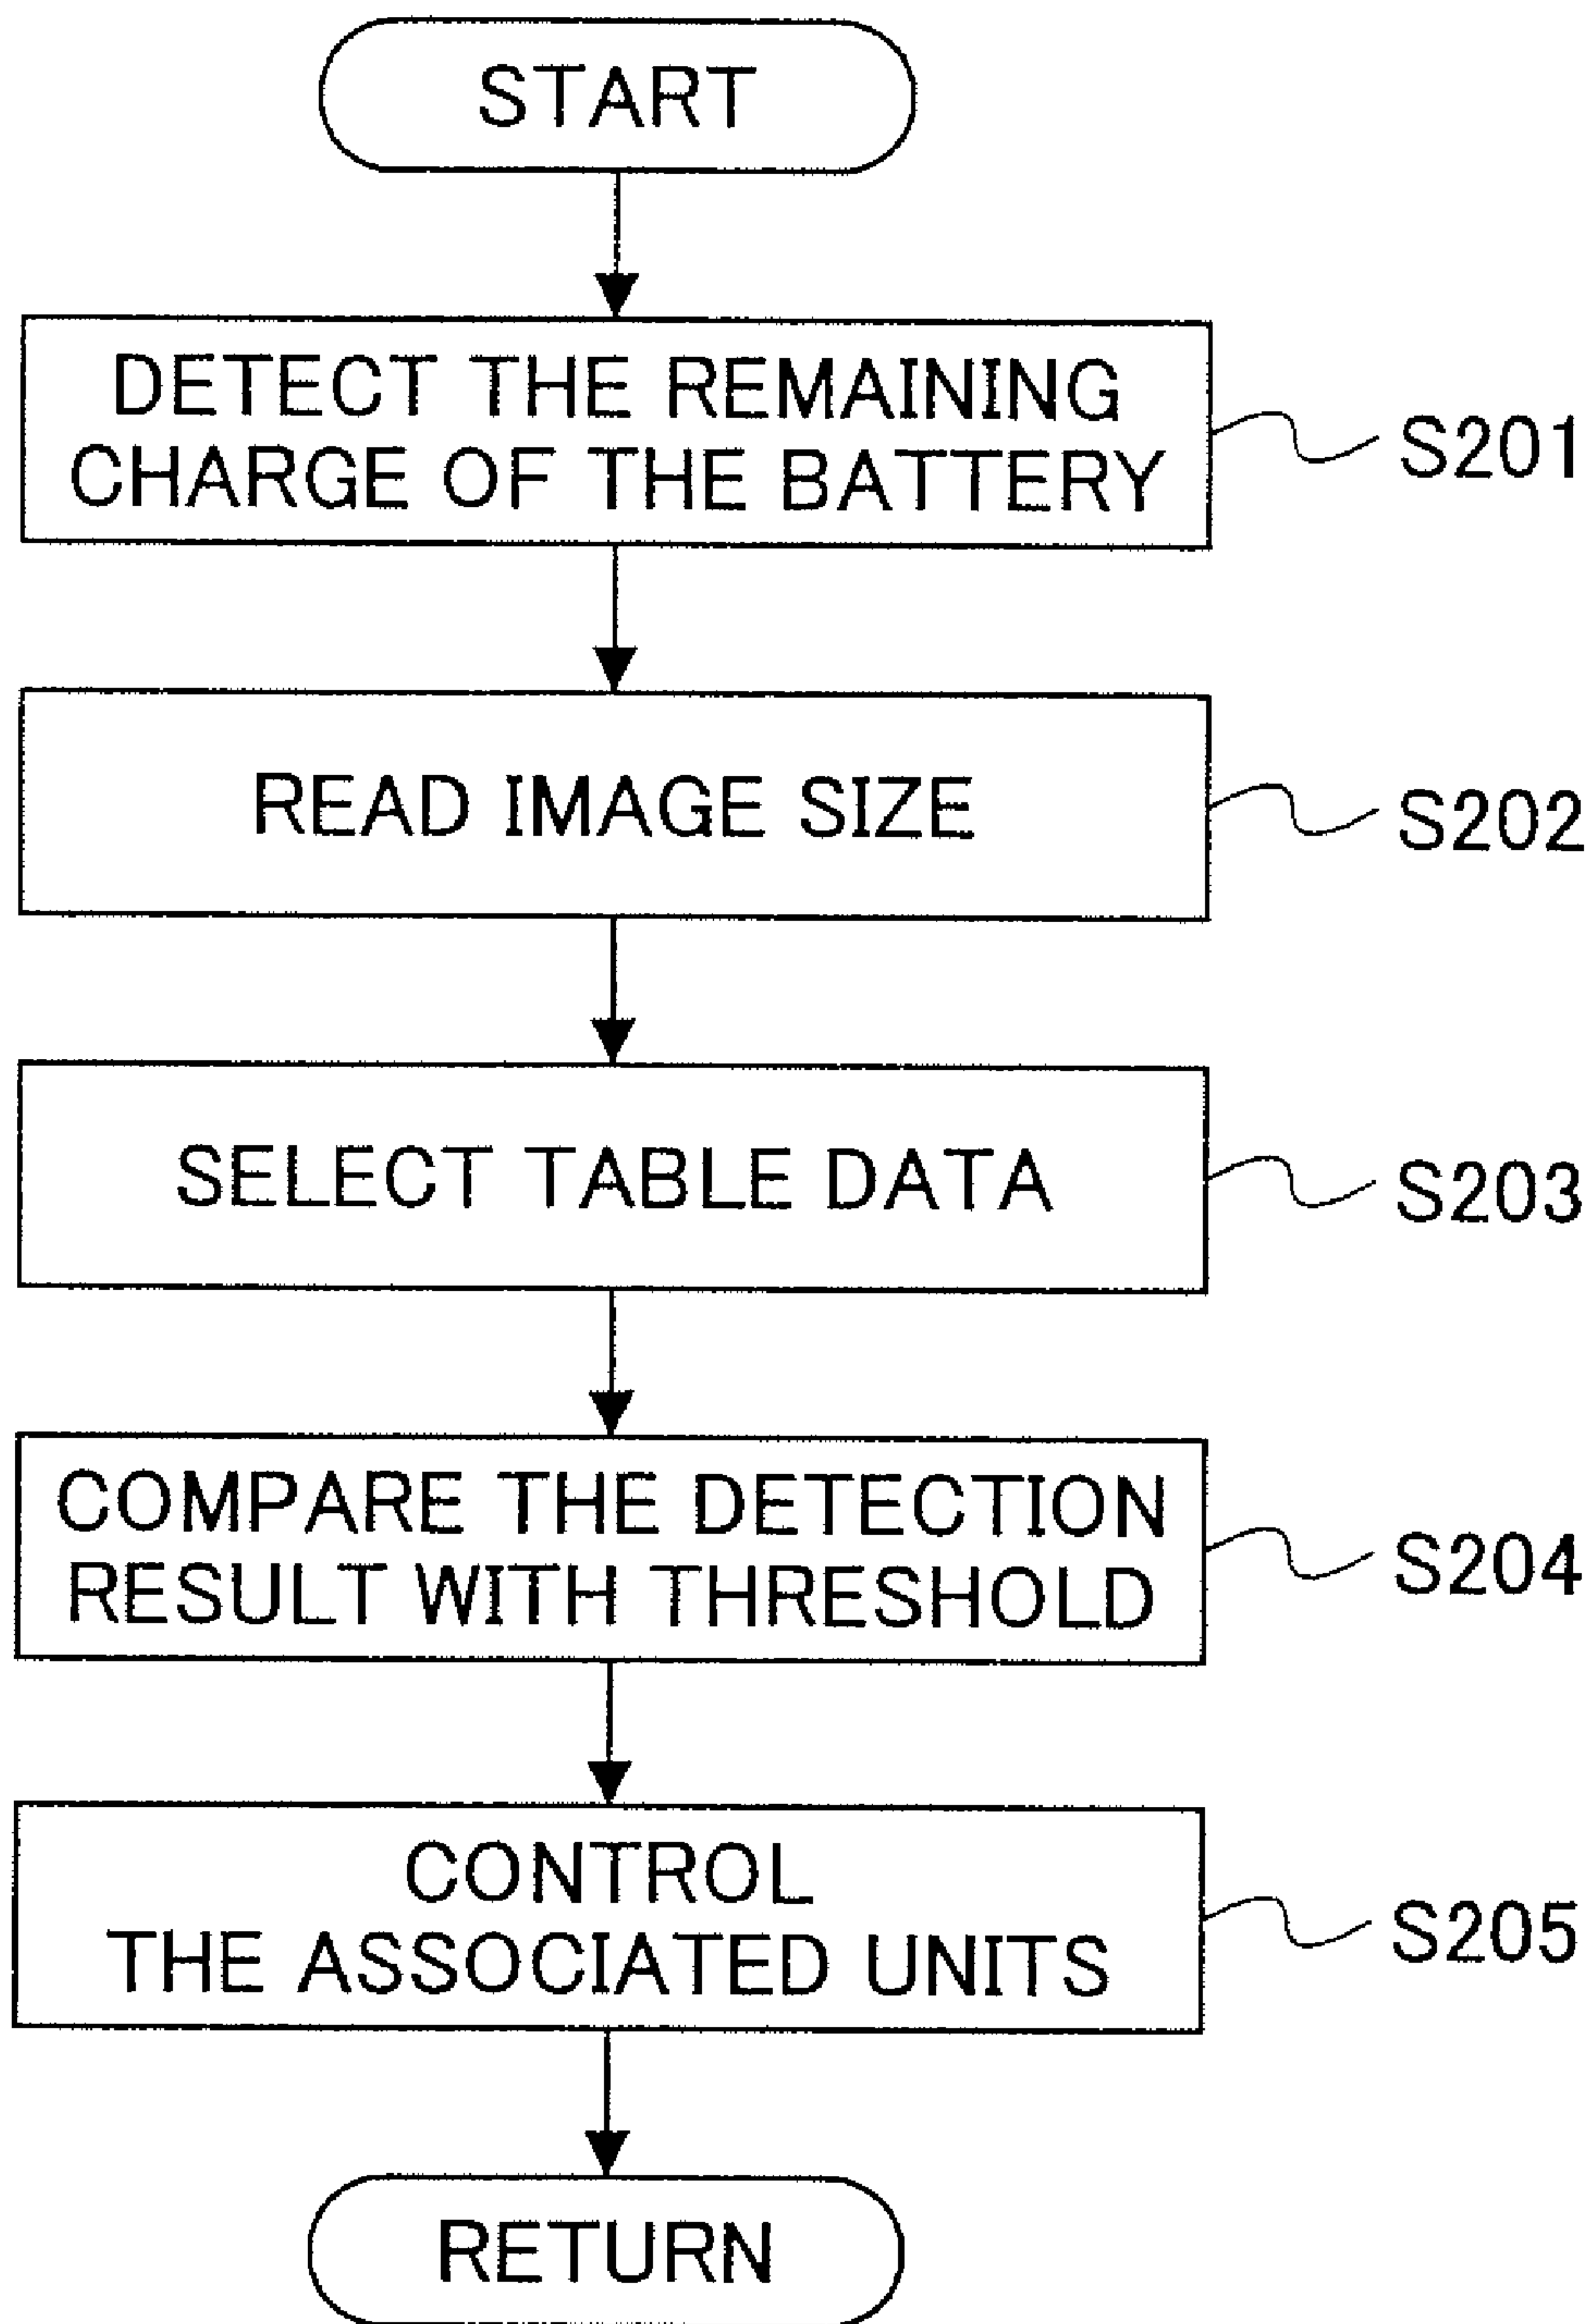 START
DETECT THE REMAINING
CHARGE OF THE BATTERY
S201
READ IMAGE SIZE
S202
SELECT TABLE DATA
S203
COMPARE THE DETECTION
RESULT WITH THRESHOLD
S204
CONTROL
THE ASSOCIATED UNITS
S205
RETURN